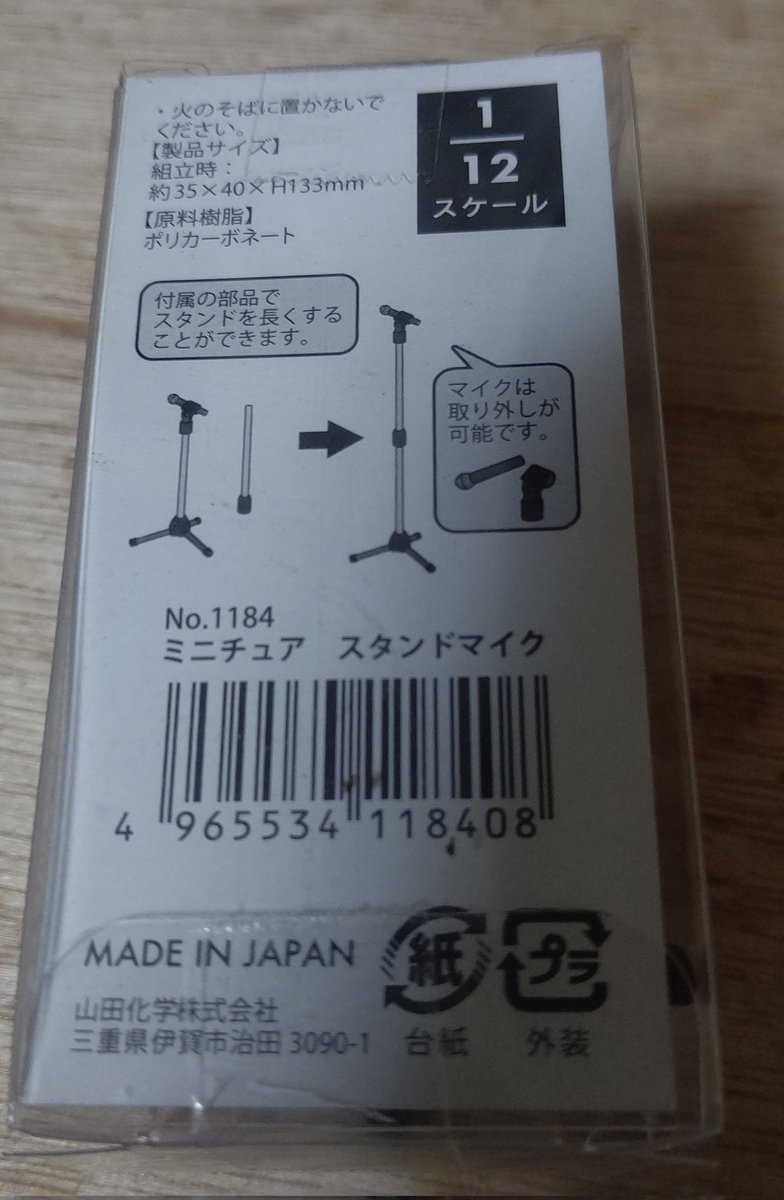 ・火のそばに置かないで
ください。
【製品サイズ】
組立時：
約35×40×H133mm
【原料樹脂】
ポリカーボネート
1
12
スケール
付属の部品で
スタンドを長くする
ことができます。
マイクは
取り外しが
可能です。
No.1184
ミニチュア　スタンドマイク
4 965534 118408
MADE IN JAPAN
山田化学株式会社
三重県伊賀市治田 3090-1
紙
台紙
プラ
外装